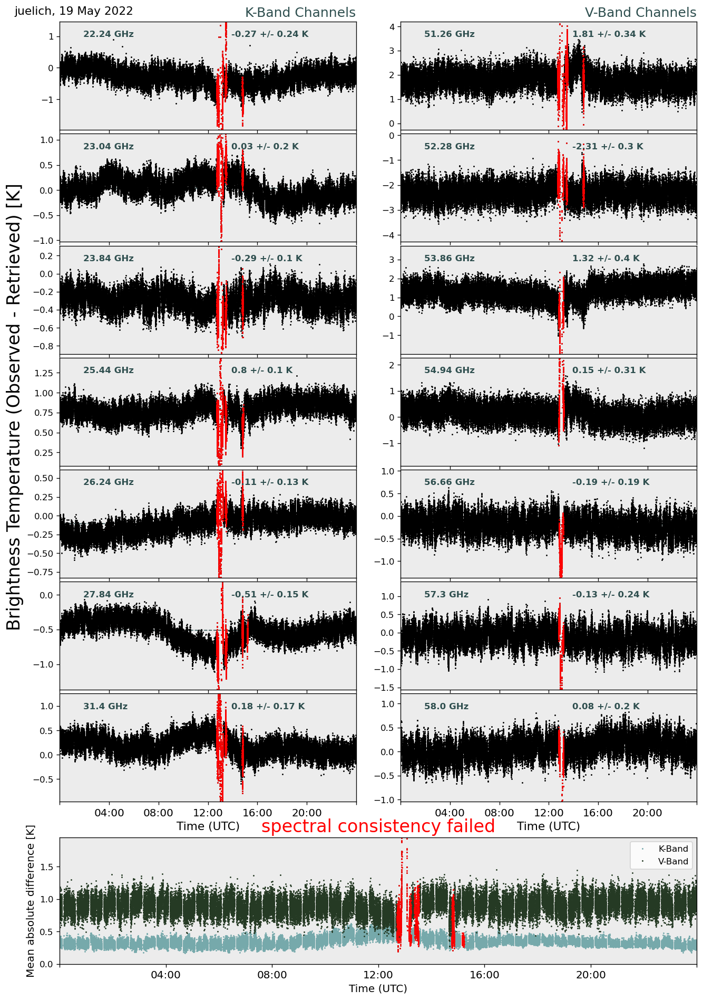 juelich, 19 May 2022
K-Band Channels
V-Band Channels
Brightness Temperature (Observed - Retrieved) [K]
22.24 GHz
-0.27 +/- 0.24 K
1
0
−1
51.26 GHz
1.81 +/- 0.34 K
4
3
2
1
0
23.04 GHz
0.03 +/- 0.2 K
1.0
0.5
0.0
−0.5
−1.0
52.28 GHz
-2.31 +/- 0.3 K
0
−1
−2
−3
−4
23.84 GHz
-0.29 +/- 0.1 K
0.2
0.0
−0.2
−0.4
−0.6
−0.8
53.86 GHz
1.32 +/- 0.4 K
3
2
1
0
−1
25.44 GHz
0.8 +/- 0.1 K
1.25
1.00
0.75
0.50
0.25
54.94 GHz
0.15 +/- 0.31 K
2
1
0
−1
26.24 GHz
-0.11 +/- 0.13 K
0.50
0.25
0.00
−0.25
−0.50
−0.75
56.66 GHz
-0.19 +/- 0.19 K
1.0
0.5
0.0
−0.5
−1.0
27.84 GHz
-0.51 +/- 0.15 K
0.0
−0.5
−1.0
57.3 GHz
-0.13 +/- 0.24 K
1.0
0.5
0.0
−0.5
−1.0
−1.5
31.4 GHz
0.18 +/- 0.17 K
1.0
0.5
0.0
−0.5
58.0 GHz
0.08 +/- 0.2 K
1.0
0.5
0.0
−0.5
−1.0
04:00 08:00 12:00 16:00 20:00
Time (UTC)
04:00 08:00 12:00 16:00 20:00
Time (UTC)
spectral consistency failed
Mean absolute difference [K]
1.5
1.0
0.5
0.0
K-Band
V-Band
04:00 08:00 12:00 16:00 20:00
Time (UTC)